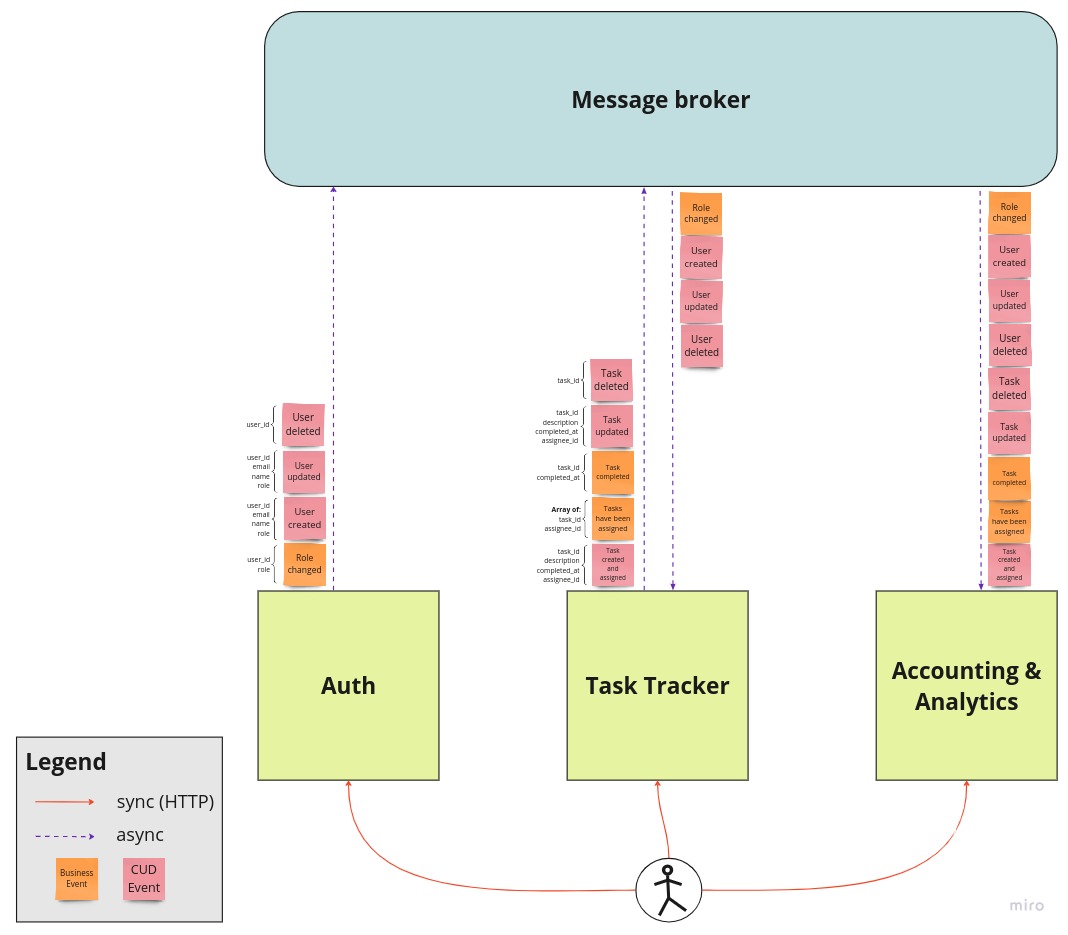 Message broker
Role
changed
User
created
User
updated
User
deleted
Role
changed
User
created
User
updated
User
deleted
Task
deleted
Task
updated
Task
completed
Tasks
have been
assigned
Task
created
and
assigned
task_id
Task
deleted
task_id
description
completed_at
assignee_id
Task
updated
task_id
completed_at
Task
completed
Array of:
task_id
assignee_id
Tasks
have been
assigned
task_id
description
completed_at
assignee_id
Task
created
and
assigned
user_id
User
deleted
user_id
email
name
role
User
updated
user_id
email
name
role
User
created
user_id
role
Role
changed
Auth
Task Tracker
Accounting &
Analytics
Legend
sync (HTTP)
async
Business
Event
CUD
Event
miro